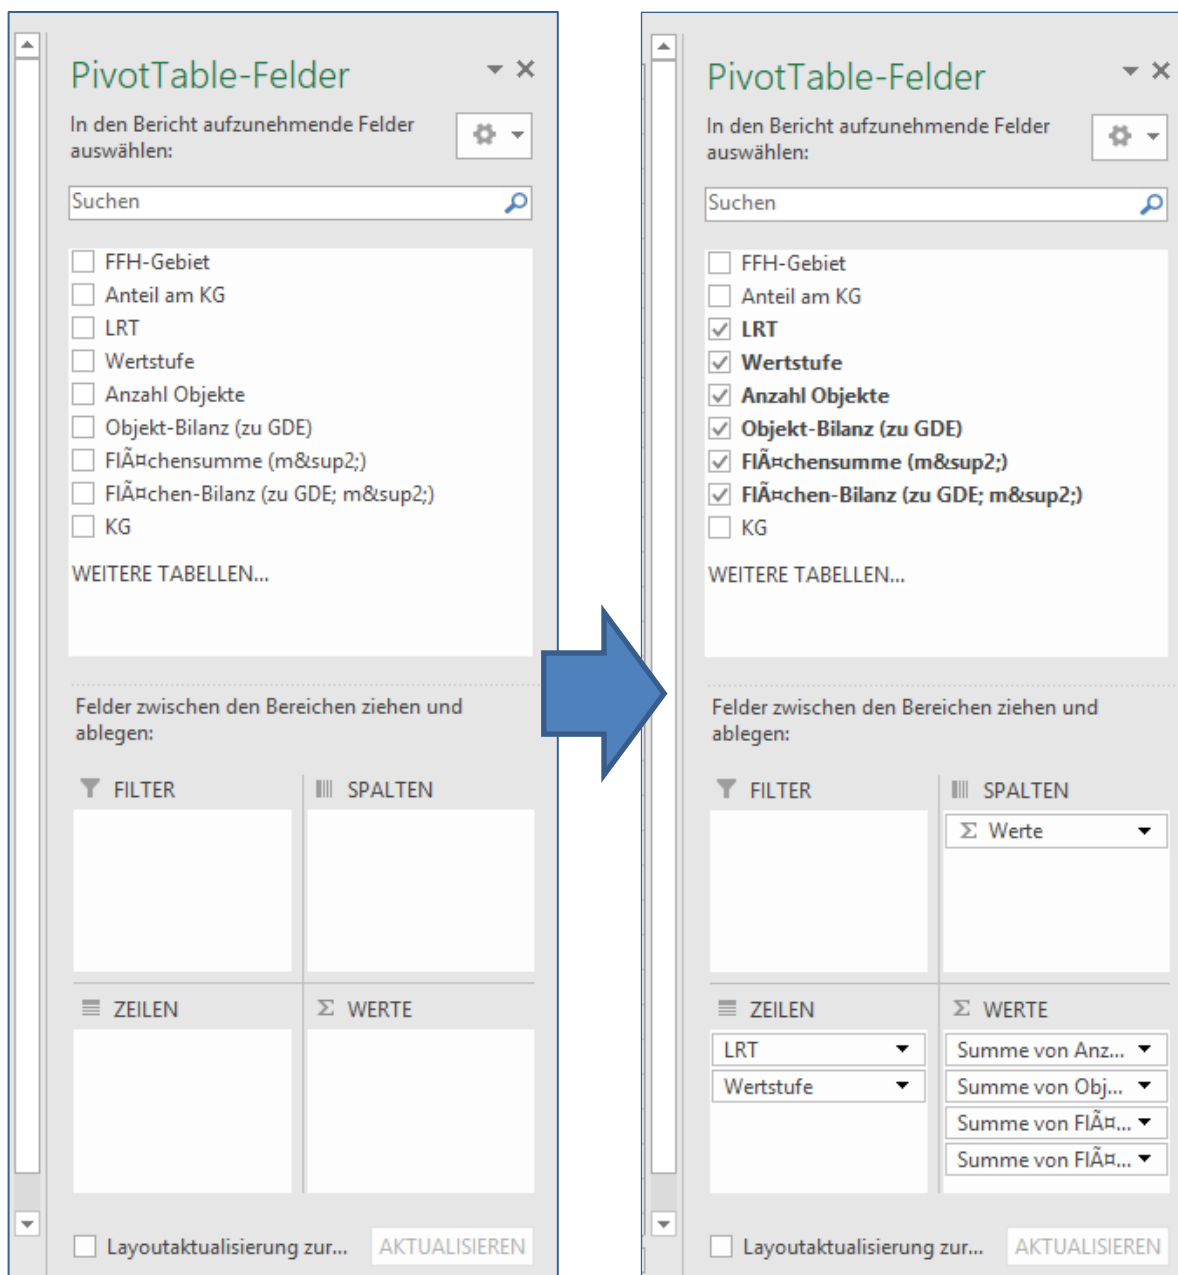 PivotTable-Felder
In den Bericht aufzunehmende Felder
auswählen:
Suchen
FFH-Gebiet
Anteil am KG
LRT
Wertstufe
Anzahl Objekte
Objekt-Bilanz (zu GDE)
FlÃ¤chensumme (m&sup2;)
FlÃ¤chen-Bilanz (zu GDE; m&sup2;)
KG
WEITERE TABELLEN...
Felder zwischen den Bereichen ziehen und
ablegen:
FILTER
SPALTEN
ZEILEN
Σ WERTE
Layoutaktualisierung zur...
AKTUALISIEREN
PivotTable-Felder
In den Bericht aufzunehmende Felder
auswählen:
Suchen
FFH-Gebiet
Anteil am KG
LRT
Wertstufe
Anzahl Objekte
Objekt-Bilanz (zu GDE)
FlÃ¤chensumme (m&sup2;)
FlÃ¤chen-Bilanz (zu GDE; m&sup2;)
KG
WEITERE TABELLEN...
Felder zwischen den Bereichen ziehen und
ablegen:
FILTER
SPALTEN
Σ Werte
ZEILEN
LRT
Wertstufe
Σ WERTE
Summe von Anz...
Summe von Obj...
Summe von FlÃ¤...
Summe von FlÃ¤...
Layoutaktualisierung zur...
AKTUALISIEREN